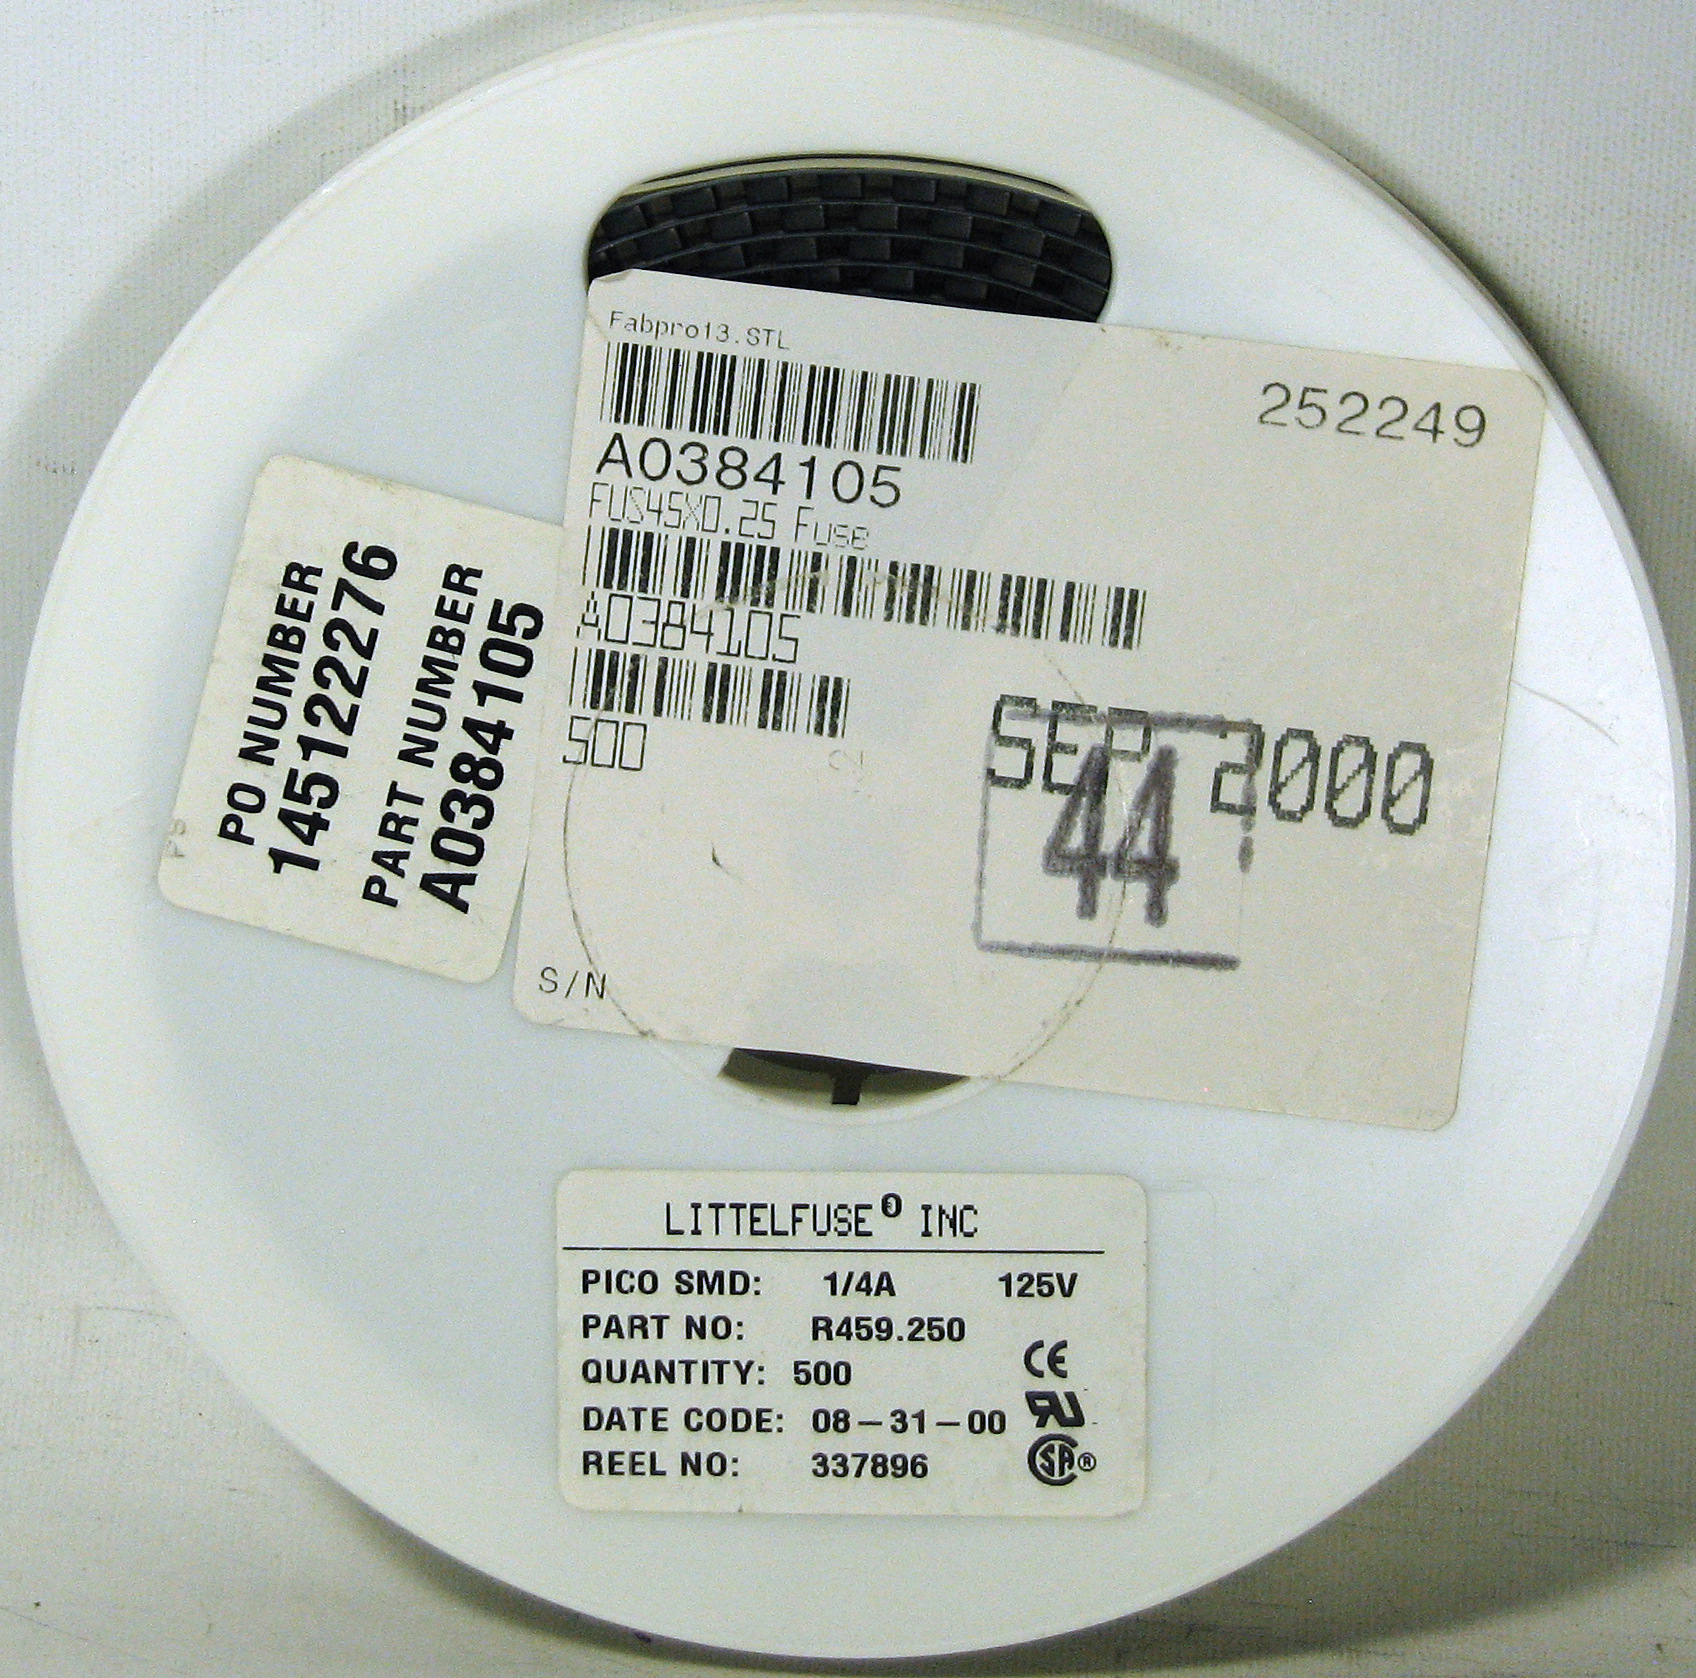 Fabpro13.STL
252249
A0384105
FUS45X0.25 Fuse
A0384105
500
SEP 2000
44
S/N
PO NUMBER
1451222276
PART NUMBER
A0384105
LITTELFUSE® INC
PICO SMD: 1/4A 125V
PART NO: R459.250
QUANTITY: 500
DATE CODE: 08-31-00
REEL NO: 337896
CE